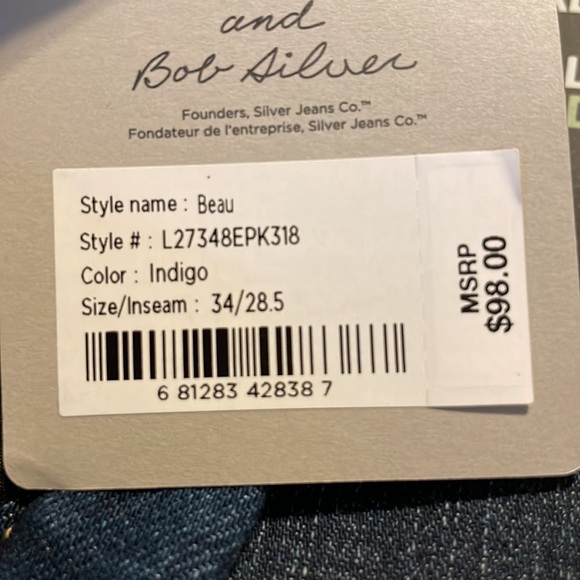 and
Bob Silver
Founders, Silver Jeans Co.™
Fondateur de l'entreprise, Silver Jeans Co.™
Style name : Beau
Style # : L27348EPK318
Color : Indigo
Size/Inseam : 34/28.5
6 81283 42838 7
MSRP
$98.00